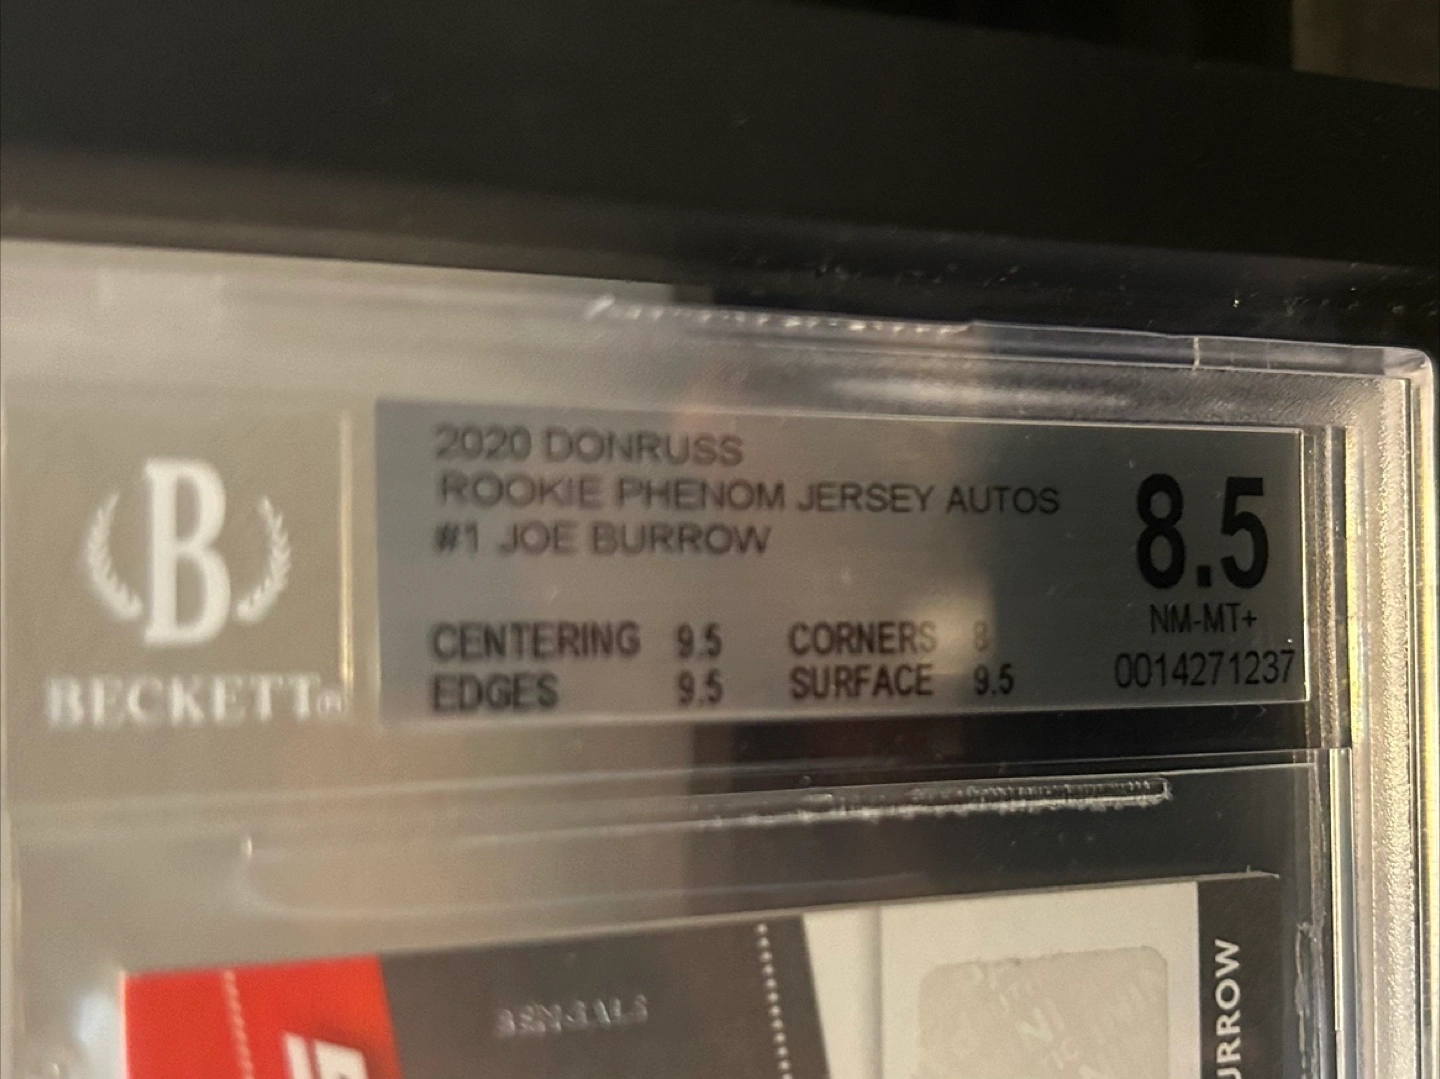 2020 DONRUSS
ROOKIE PHENOM JERSEY AUTOS
#1 JOE BURROW
8.5
NM-MT+
0014271237
CENTERING 9.5 CORNERS 8
EDGES 9.5 SURFACE 9.5
B
BECKETT®
BENGALS
URROW